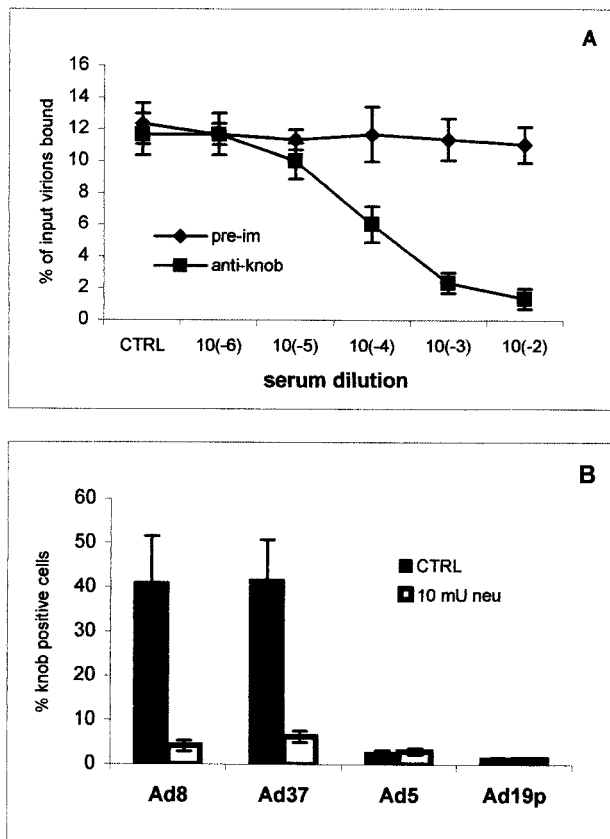 A
% of input virions bound
16
14
12
10
8
6
4
2
0
pre-im
anti-knob
CTRL 10(-6) 10(-5) 10(-4) 10(-3) 10(-2)
serum dilution
B
% knob positive cells
60
50
40
30
20
10
0
CTRL
10 mU neu
Ad8 Ad37 Ad5 Ad19p